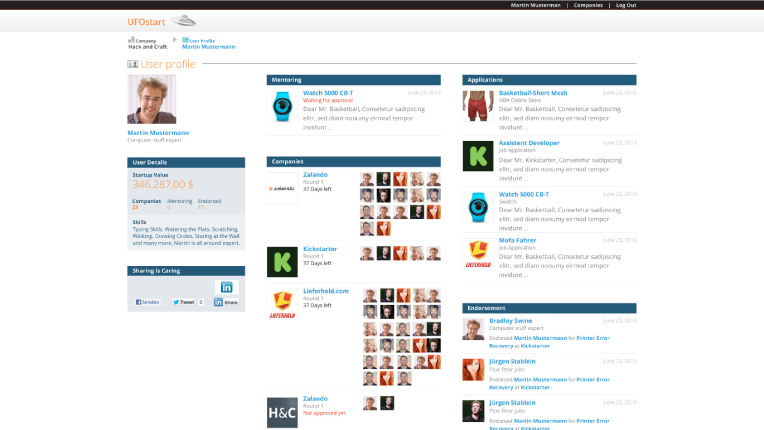 Martin Musterman | Companies | Log Out
UFOstart
Company
Hack and Craft
User Profile
Martin Mustermann
User profile
Martin Mustermann
Computer stuff expert
User Details
Startup Value
346.287,00 $
Companies Mentoring Endorsed
23 6 15
Skills
Typing Skills, Watering the Plats, Scratching,
Winking, Drawing Circles, Staring at the Wall
and many more, Martin is all around expert.
Sharing is Caring
in
Senden Tweet 0 Share
Mentoring
Watch 5000 CB-T June 23, 2013
Waiting for approval
Dear Mr. Basketball, Consetetur sadipscing
elitr, sed diam nonumy eirmod tempor
invidunt ...
Companies
Zalando
Round 1
37 Days left
zalando
Kickstarter
Round 1
37 Days left
K
Lieferheld.com
Round 1
37 Days left
LIEFERHELD
Zalando
Round 1
Not approved yet
H&C
Applications
Basketball-Short Mesh June 23, 2013
NBA Online Store
Dear Mr. Basketball, Consetetur sadipscing
elitr, sed diam nonumy eirmod tempor
invidunt ...
Assistent Developer June 23, 2013
Job Application
Dear Mr. Kickstarter, Consetetur sadipscing
elitr, sed diam nonumy eirmod tempor
invidunt ...
K
Watch 5000 CB-T June 23, 2013
Swatch
Dear Mr. Basketball, Consetetur sadipscing
elitr, sed diam nonumy eirmod tempor
invidunt ...
Mofa Fahrer June 23, 2013
Job Application
Dear Mr. Basketball, Consetetur sadipscing
elitr, sed diam nonumy eirmod tempor
invidunt ...
LIEFERHELD
Endorsement
Bradley Swine June 23, 2013
Computer stuff expert
Endorsed Martin Mustermann for Printer Error
Recovery at Kickstarter
Jürgen Stablein June 23, 2013
Pipe fitter jobs
Endorsed Martin Mustermann for Printer Error
Recovery at Kickstarter
Jürgen Stablein June 23, 2013
Pipe fitter jobs
Endorsed Martin Mustermann for Printer Error
Recovery at Kickstarter